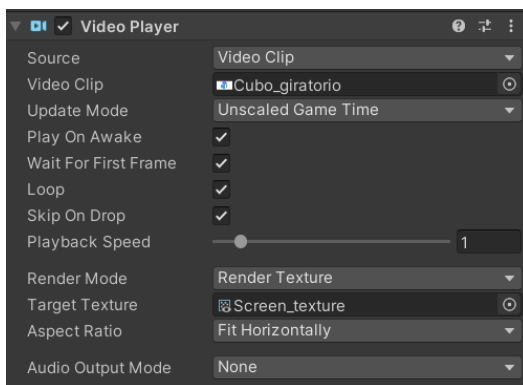 Video Player
Source Video Clip
Video Clip Cubo_giratorio
Update Mode Unscaled Game Time
Play On Awake
Wait For First Frame
Loop
Skip On Drop
Playback Speed 1
Render Mode Render Texture
Target Texture Screen_texture
Aspect Ratio Fit Horizontally
Audio Output Mode None